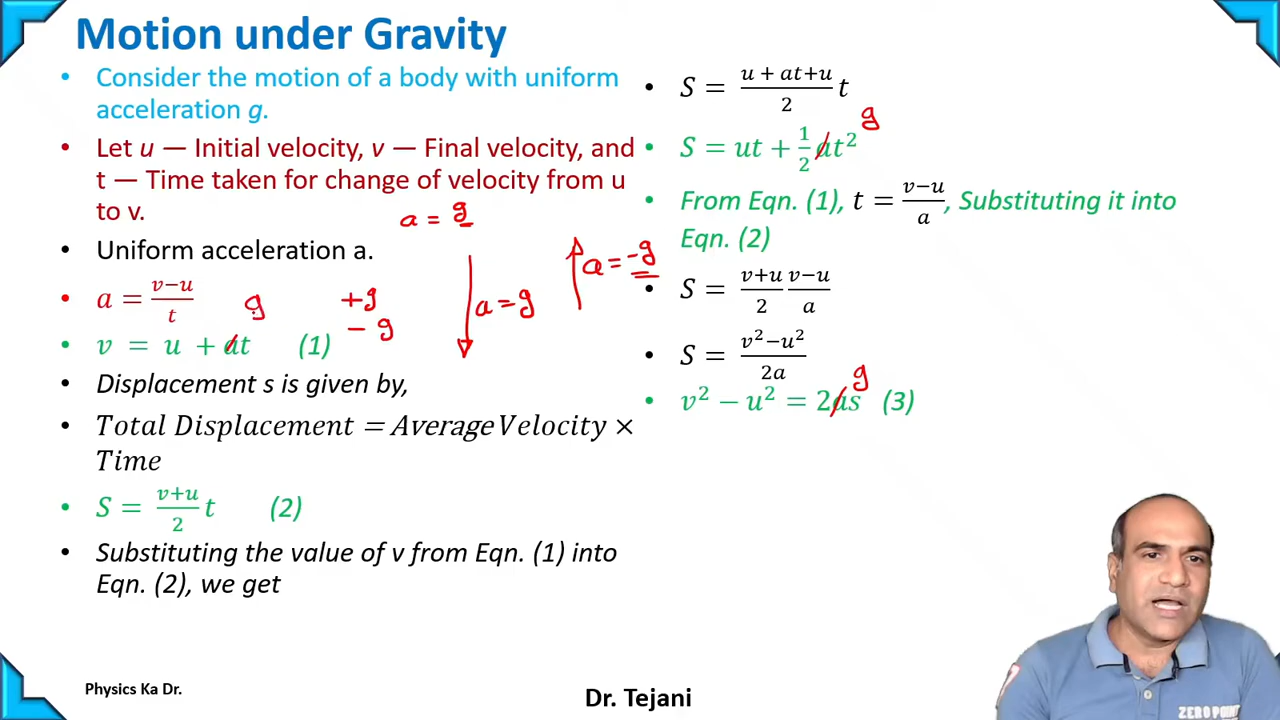 Motion under Gravity
• Consider the motion of a body with uniform
acceleration g.
• Let u — Initial velocity, v — Final velocity, and
t — Time taken for change of velocity from u
to v.
a = g
• Uniform acceleration a.
• a = (v−u)/t
g
+g
− g
a = g
a = −g
• v = u + at (1)
• Displacement s is given by,
• Total Displacement = Average Velocity ×
Time
• S = (v+u)/2 t (2)
• Substituting the value of v from Eqn. (1) into
Eqn. (2), we get
• S = (u + at+u)/2 t
g
• S = ut + 1/2 at²
• From Eqn. (1), t = (v−u)/a, Substituting it into
Eqn. (2)
• S = (v+u)/2 (v−u)/a
• S = (v²−u²)/2a
g
• v² − u² = 2as (3)
Physics Ka Dr.
Dr. Tejani
ZERO POINT